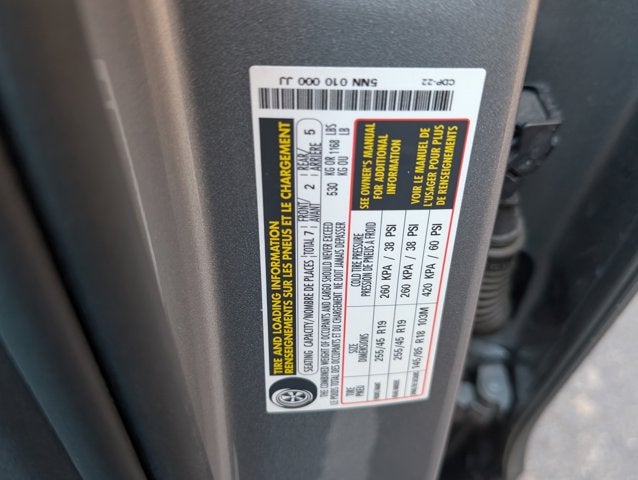 5NN 010 000 JJ
CDP-22
TIRE AND LOADING INFORMATION
RENSEIGNEMENTS SUR LES PNEUS ET LE CHARGEMENT
SEATING CAPACITY/NOMBRE DE PLACES TOTAL 7 FRONT/AVANT 2 REAR/ARRIÈRE 5
THE COMBINED WEIGHT OF OCCUPANTS AND CARGO SHOULD NEVER EXCEED 530 KG OR 1168 LBS
LE POIDS TOTAL DES OCCUPANTS ET DU CHARGEMENT NE DOIT JAMAIS DÉPASSER KG OU LB
TIRE SIZE COLD TIRE PRESSURE
PNEU DIMENSIONS PRESSION DE PNEUS À FROID
255/45 R19 260 KPA / 38 PSI
255/45 R19 260 KPA / 38 PSI
145/85 R18 103M 420 KPA / 60 PSI
SEE OWNER'S MANUAL
FOR ADDITIONAL
INFORMATION
VOIR LE MANUEL DE
L'USAGER POUR PLUS
DE RENSEIGNEMENTS